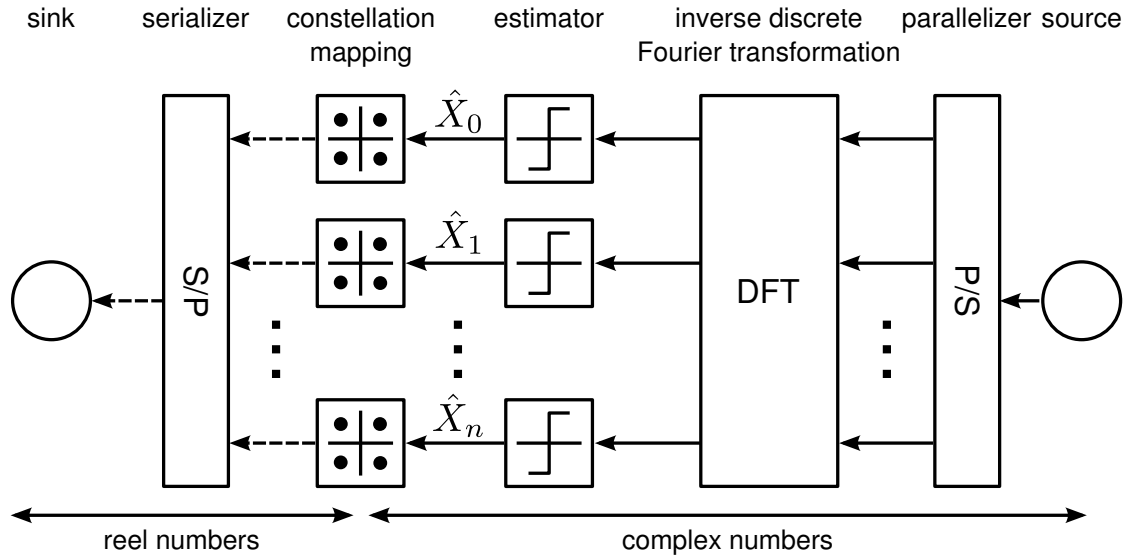 sink serializer constellation mapping estimator inverse discrete Fourier transformation parallelizer source
X̂₀
X̂₁
S/P
DFT
P/S
X̂ₙ
reel numbers
complex numbers